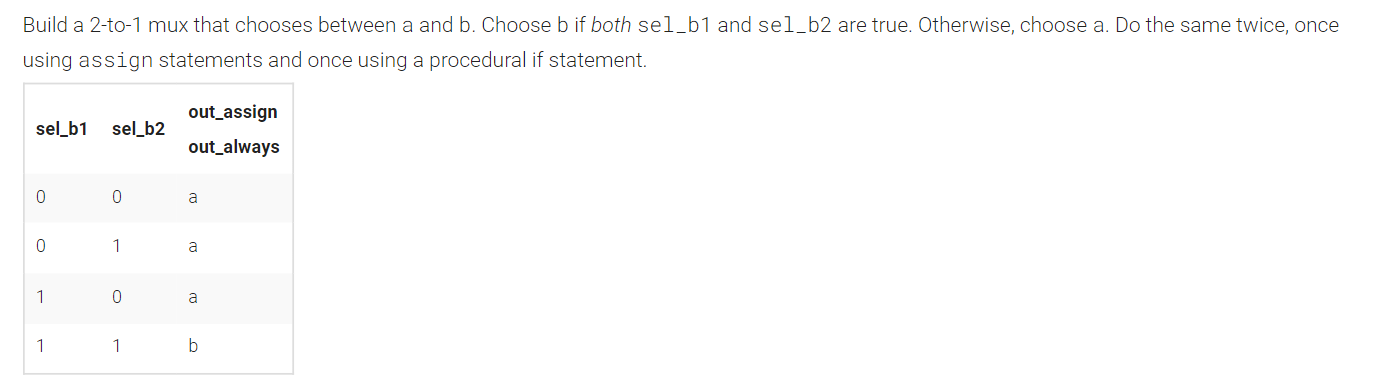 Build a 2-to-1 mux that chooses between a and b. Choose b if both sel_b1 and sel_b2 are true. Otherwise, choose a. Do the same twice, once
using assign statements and once using a procedural if statement.
sel_b1 sel_b2 out_assign
out_always
0 0 a
0 1 a
1 0 a
1 1 b